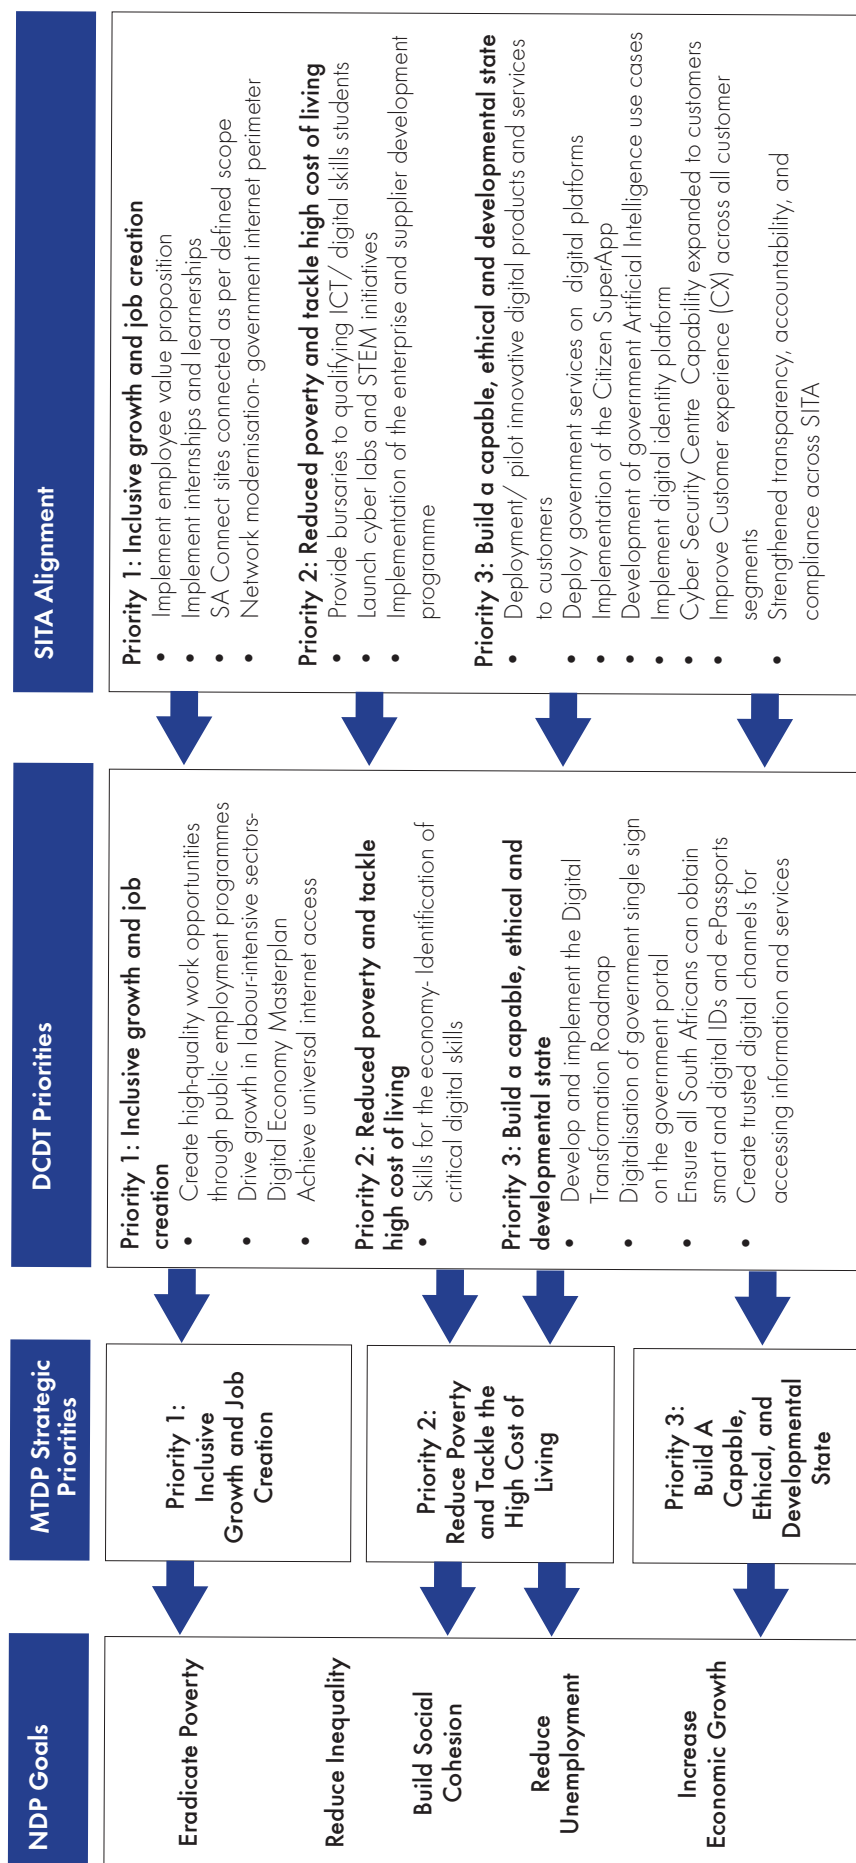 NDP Goals
Eradicate Poverty
Reduce Inequality
Build Social
Cohesion
Reduce
Unemployment
Increase
Economic Growth
MTDP Strategic
Priorities
Priority 1:
Inclusive
Growth and Job
Creation
Priority 2:
Reduce Poverty
and Tackle the
High Cost of
Living
Priority 3:
Build A
Capable,
Ethical, and
Developmental
State
DCDT Priorities
Priority 1: Inclusive growth and job
creation
• Create high-quality work opportunities
through public employment programmes
• Drive growth in labour-intensive sectors-
Digital Economy Masterplan
• Achieve universal internet access
Priority 2: Reduced poverty and tackle
high cost of living
• Skills for the economy- Identification of
critical digital skills
Priority 3: Build a capable, ethical and
developmental state
• Develop and implement the Digital
Transformation Roadmap
• Digitalisation of government single sign
on the government portal
• Ensure all South Africans can obtain
smart and digital IDs and e-Passports
• Create trusted digital channels for
accessing information and services
SITA Alignment
Priority 1: Inclusive growth and job creation
• Implement employee value proposition
• Implement internships and learnerships
• SA Connect sites connected as per defined scope
• Network modernisation- government internet perimeter
Priority 2: Reduced poverty and tackle high cost of living
• Provide bursaries to qualifying ICT/ digital skills students
• Launch cyber labs and STEM initiatives
• Implementation of the enterprise and supplier development
programme
Priority 3: Build a capable, ethical and developmental state
• Deployment/ pilot innovative digital products and services
to customers
• Deploy government services on digital platforms
• Implementation of the Citizen SuperApp
• Development of government Artificial Intelligence use cases
• Implement digital identity platform
• Cyber Security Centre Capability expanded to customers
• Improve Customer experience (CX) across all customer
segments
• Strengthened transparency, accountability, and
compliance across SITA